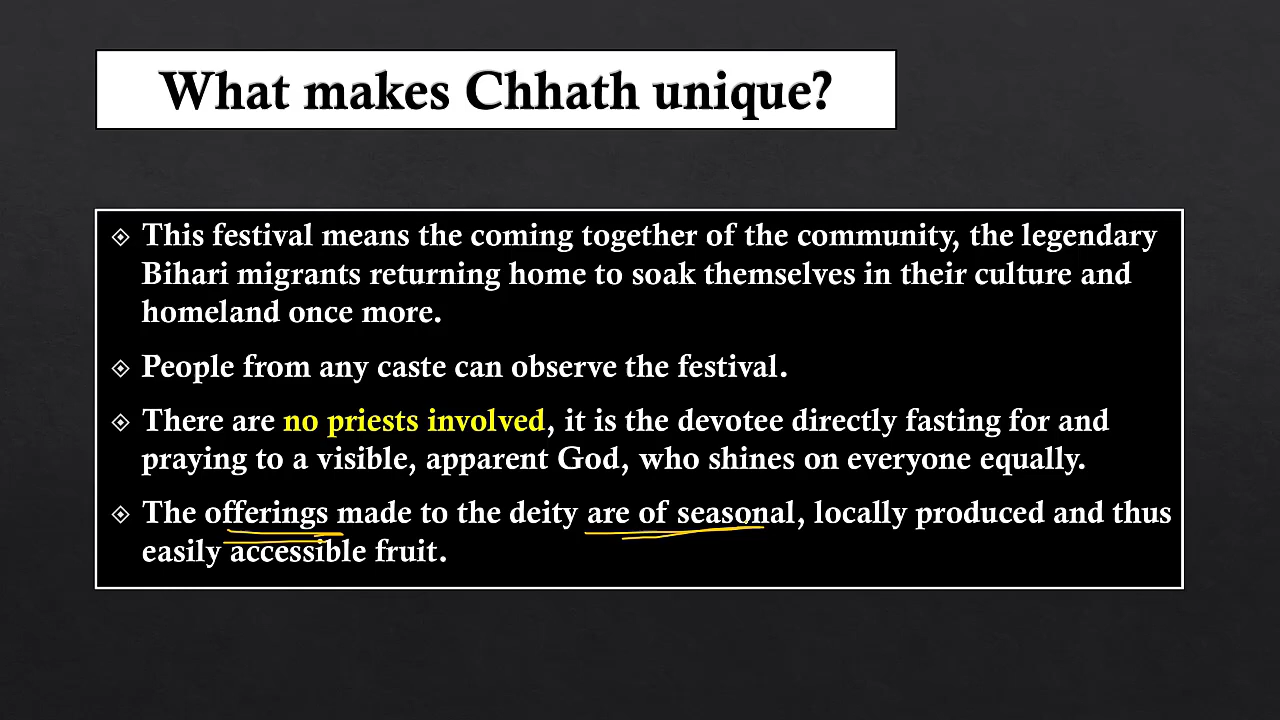 What makes Chhath unique?
This festival means the coming together of the community, the legendary
Bihari migrants returning home to soak themselves in their culture and
homeland once more.
People from any caste can observe the festival.
There are no priests involved, it is the devotee directly fasting for and
praying to a visible, apparent God, who shines on everyone equally.
The offerings made to the deity are of seasonal, locally produced and thus
easily accessible fruit.